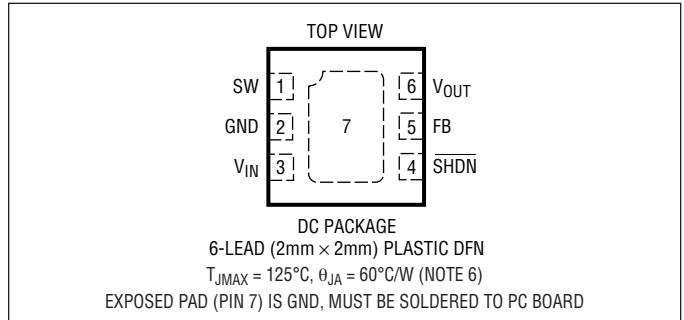 TOP VIEW
SW 1 6 VOUT
GND 2 7 5 FB
VIN 3 4 SHDN
DC PACKAGE
6-LEAD (2mm × 2mm) PLASTIC DFN
TJMAX = 125°C, θJA = 60°C/W (NOTE 6)
EXPOSED PAD (PIN 7) IS GND, MUST BE SOLDERED TO PC BOARD